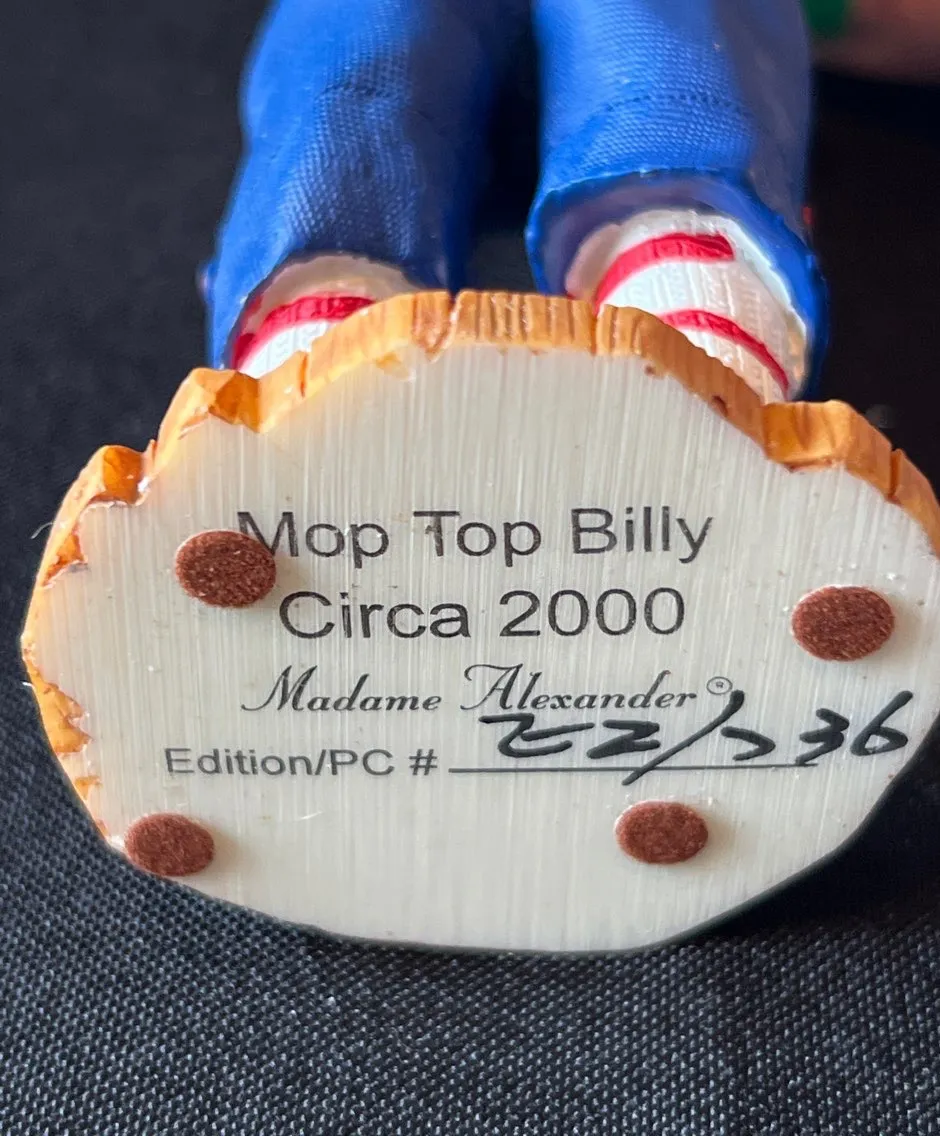 Mop Top Billy
Circa 2000
Madame Alexander®
Edition/PC #